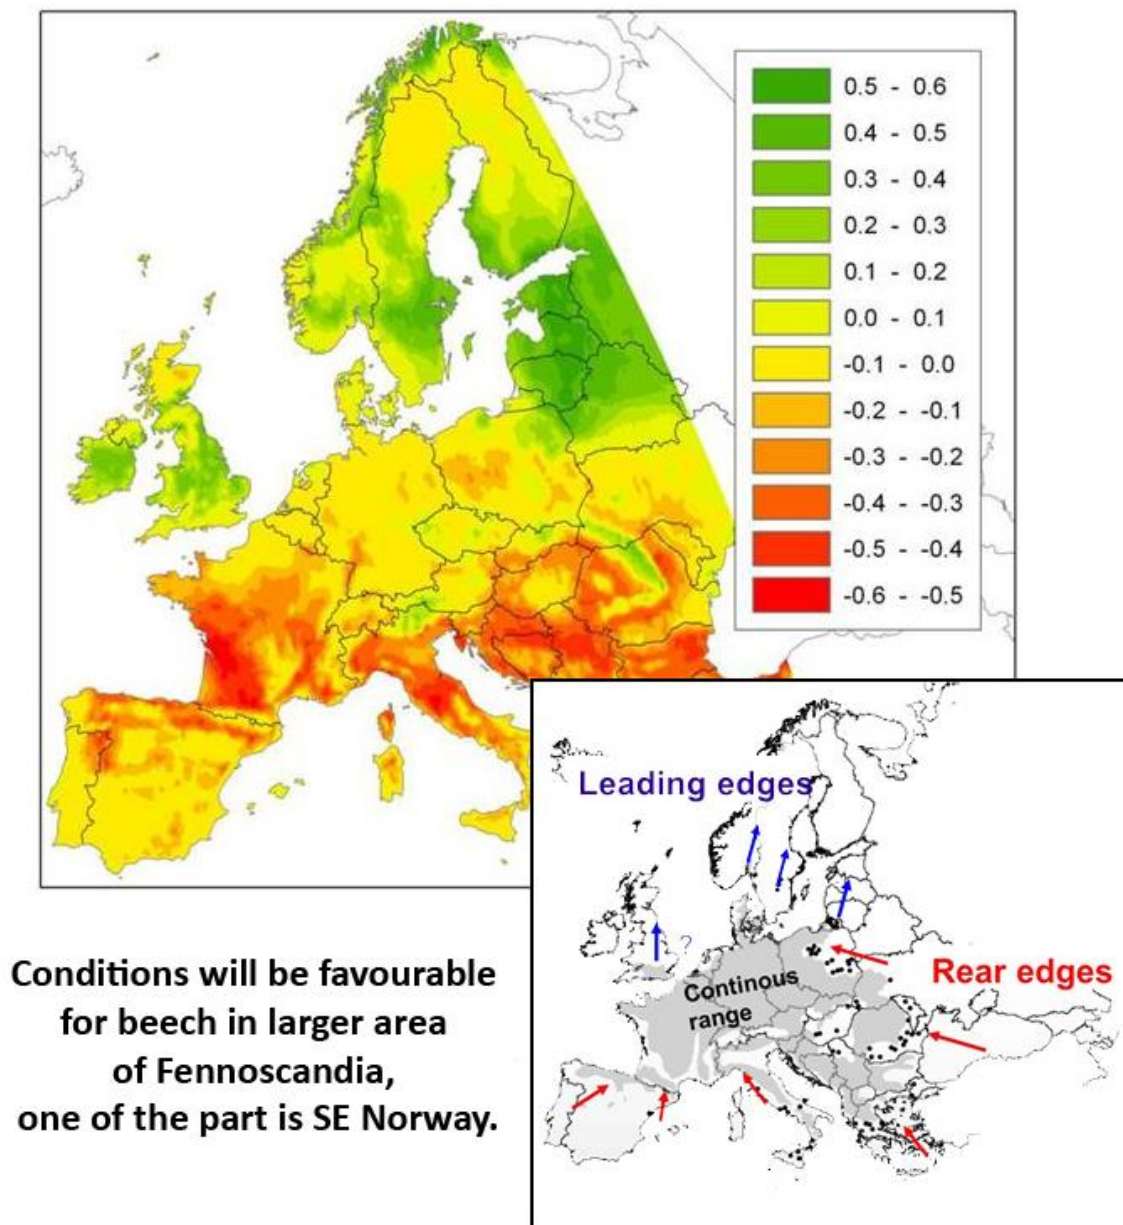 0.5 - 0.6
0.4 - 0.5
0.3 - 0.4
0.2 - 0.3
0.1 - 0.2
0.0 - 0.1
-0.1 - 0.0
-0.2 - -0.1
-0.3 - -0.2
-0.4 - -0.3
-0.5 - -0.4
-0.6 - -0.5
Leading edges
?
Rear edges
Continous
range
Conditions will be favourable
for beech in larger area
of Fennoscandia,
one of the part is SE Norway.